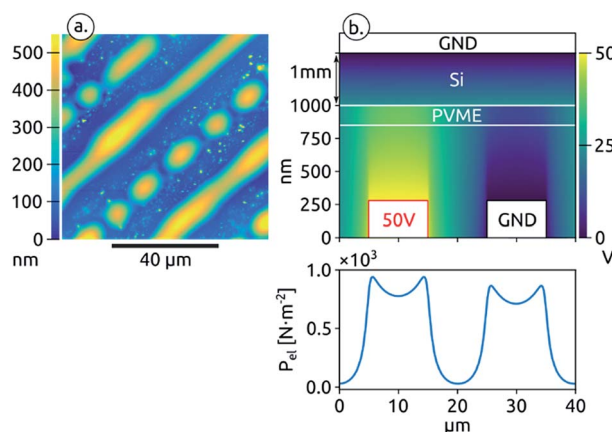 a.
500
400
300
200
100
0
nm
40 μm
b.
GND
1mm
Si
1000
PVME
750
500
250
0
nm
50V
GND
50
25
0
V
×10³
1.0
0.5
0.0
P_el [N·m⁻²]
0 10 20 30 40
μm